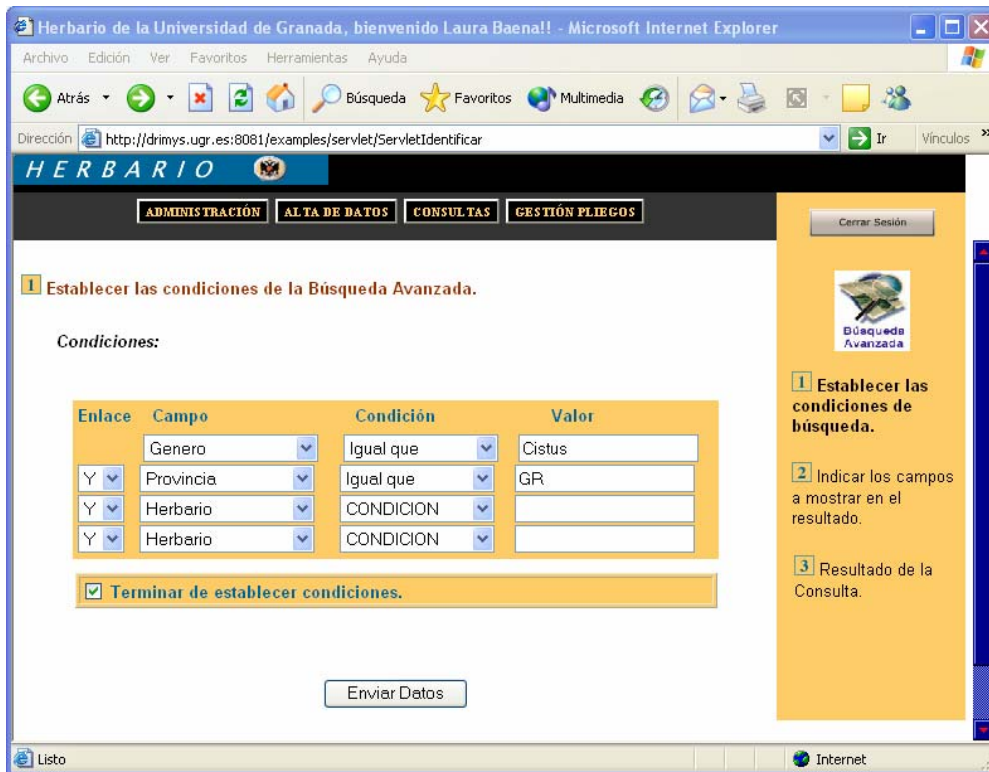 Herbario de la Universidad de Granada, bienvenido Laura Baena!! - Microsoft Internet Explorer
Archivo Edición Ver Favoritos Herramientas Ayuda
Atrás Búsqueda Favoritos Multimedia
Dirección http://drimys.ugr.es:8081/examples/servlet/ServletIdentificar Ir Vínculos »
HERBARIO
ADMINISTRACIÓN ALTA DE DATOS CONSULTAS GESTIÓN PLIEGOS
Cerrar Sesión
1 Establecer las condiciones de la Búsqueda Avanzada.
Condiciones:
Enlace Campo Condición Valor
Genero Igual que Cistus
Y Provincia Igual que GR
Y Herbario CONDICION
Y Herbario CONDICION
Terminar de establecer condiciones.
Enviar Datos
Búsqueda
Avanzada
1 Establecer las
condiciones de
búsqueda.
2 Indicar los campos
a mostrar en el
resultado.
3 Resultado de la
Consulta.
Listo Internet